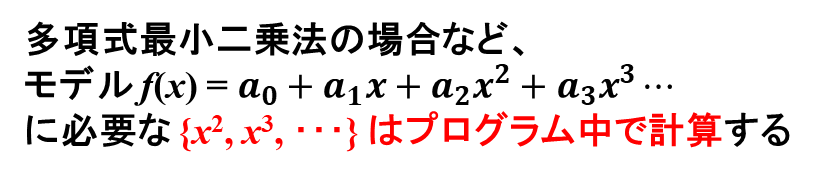 多項式最小二乗法の場合など、
モデル f(x) = a₀ + a₁x + a₂x² + a₃x³ ⋯
に必要な {x², x³, ･･･} はプログラム中で計算する